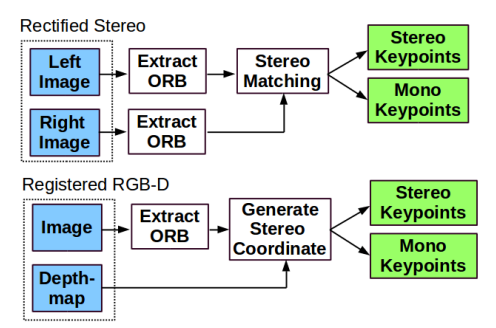 Rectified Stereo
Left
Image
Extract
ORB
Stereo
Matching
Stereo
Keypoints
Mono
Keypoints
Right
Image
Extract
ORB
Registered RGB-D
Image
Extract
ORB
Generate
Stereo
Coordinate
Stereo
Keypoints
Mono
Keypoints
Depth-
map